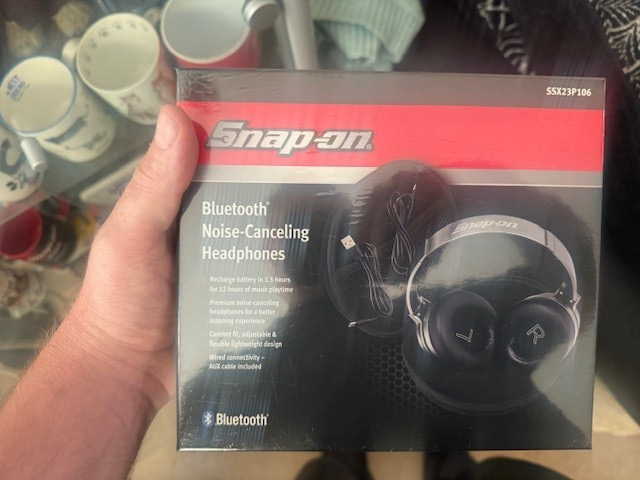 SSX23P106
Snap-on®
Bluetooth®
Noise-Canceling
Headphones
Recharge battery in 1.5 hours
for 12 hours of music playtime
Premium noise-canceling
headphones for a better
listening experience
Comfort fit, adjustable &
flexible lightweight design
Wired connectivity –
AUX cable included
Snap-on
L R
Bluetooth®